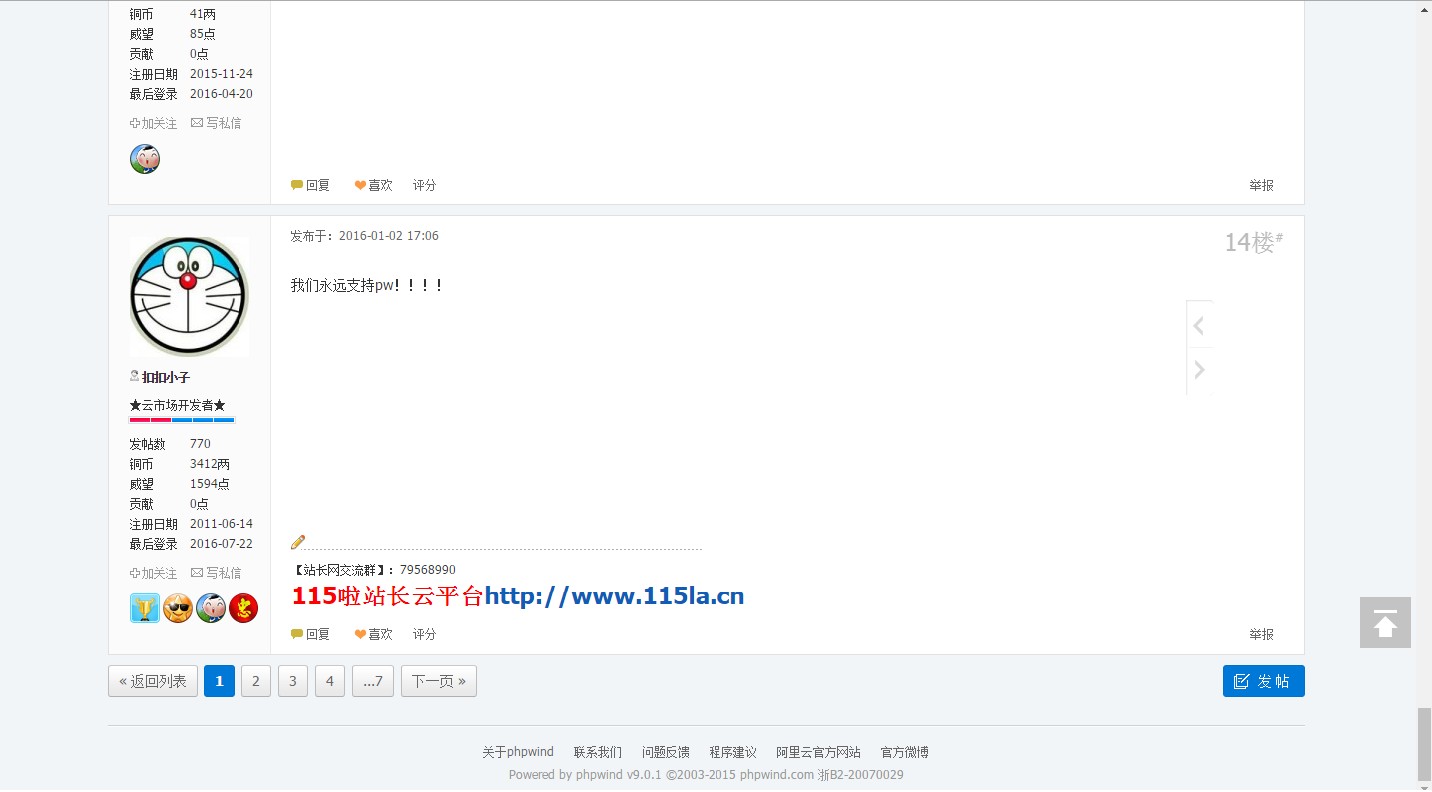 铜币 41两
威望 85点
贡献 0点
注册日期 2015-11-24
最后登录 2016-04-20
加关注 写私信
回复 喜欢 评分 举报
发布于：2016-01-02 17:06 14楼#
我们永远支持pw！！！！
扣扣小子
★云市场开发者★
发帖数 770
铜币 3412两
威望 1594点
贡献 0点
注册日期 2011-06-14
最后登录 2016-07-22
加关注 写私信
【站长网交流群】：79568990
115啦站长云平台http://www.115la.cn
回复 喜欢 评分 举报
« 返回列表 1 2 3 4 ...7 下一页 » 发帖
关于phpwind 联系我们 问题反馈 程序建议 阿里云官方网站 官方微博
Powered by phpwind v9.0.1 ©2003-2015 phpwind.com 浙B2-20070029